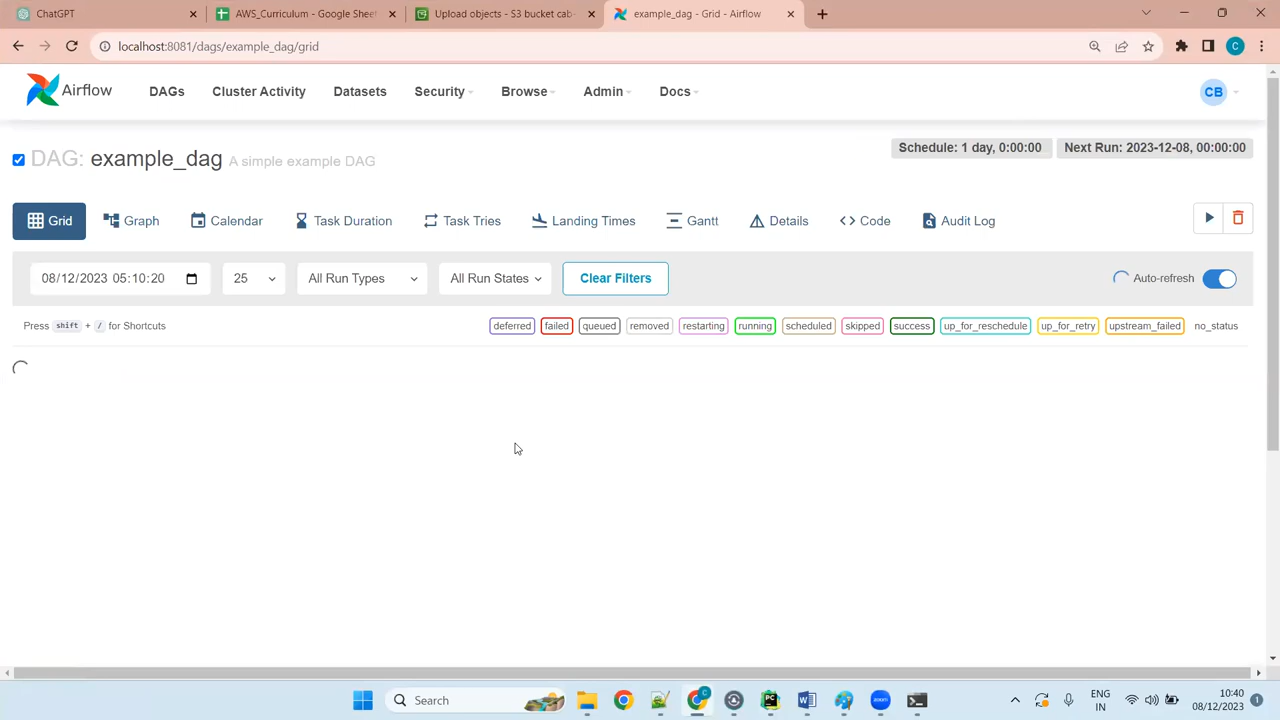 ChatGPT
AWS_Curriculum - Google Sheet
Upload objects - S3 bucket cab
example_dag - Grid - Airflow
localhost:8081/dags/example_dag/grid
C
Airflow
DAGs
Cluster Activity
Datasets
Security
Browse
Admin
Docs
CB
DAG: example_dag A simple example DAG
Schedule: 1 day, 0:00:00
Next Run: 2023-12-08, 00:00:00
Grid
Graph
Calendar
Task Duration
Task Tries
Landing Times
Gantt
Details
<> Code
Audit Log
08/12/2023 05:10:20
25
All Run Types
All Run States
Clear Filters
Auto-refresh
Press shift + / for Shortcuts
deferred
failed
queued
removed
restarting
running
scheduled
skipped
success
up_for_reschedule
up_for_retry
upstream_failed
no_status
Search
ENG
IN
10:40
08/12/2023
1